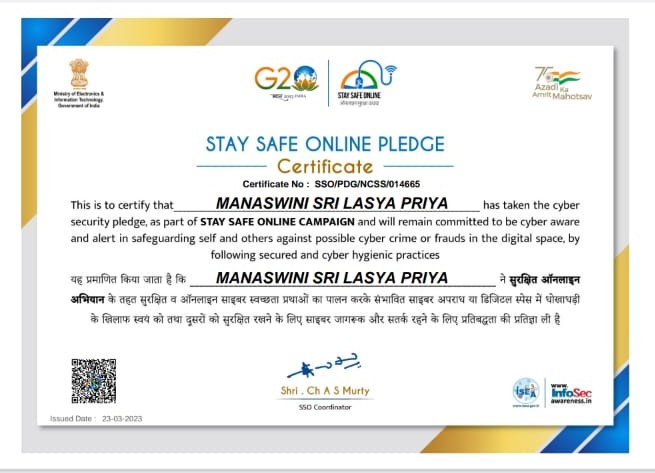 Ministry of Electronics &
Information Technology,
Government of India
G20
भारत 2023 INDIA
STAY SAFE ONLINE
75
Azadi Ka
Amrit Mahotsav
STAY SAFE ONLINE PLEDGE
Certificate
Certificate No : SSO/PDG/NCSS/014665
This is to certify that MANASWINI SRI LASYA PRIYA has taken the cyber
security pledge, as part of STAY SAFE ONLINE CAMPAIGN and will remain committed to be cyber aware
and alert in safeguarding self and others against possible cyber crime or frauds in the digital space, by
following secured and cyber hygienic practices
यह प्रमाणित किया जाता है कि MANASWINI SRI LASYA PRIYA ने सुरक्षित ऑनलाइन
अभियान के तहत सुरक्षित व ऑनलाइन साइबर स्वच्छता प्रथाओं का पालन करके संभावित साइबर अपराध या डिजिटल स्पेस में धोखाधड़ी
के खिलाफ स्वयं को तथा दुसरों को सुरक्षित रखने के लिए साइबर जागरूक और सतर्क रहने के लिए प्रतिबद्धता की प्रतिज्ञा ली है
Shri . Ch A S Murty
SSO Coordinator
ISEA
www.isea.gov.in
www.
InfoSec
awareness.in
Issued Date : 23-03-2023